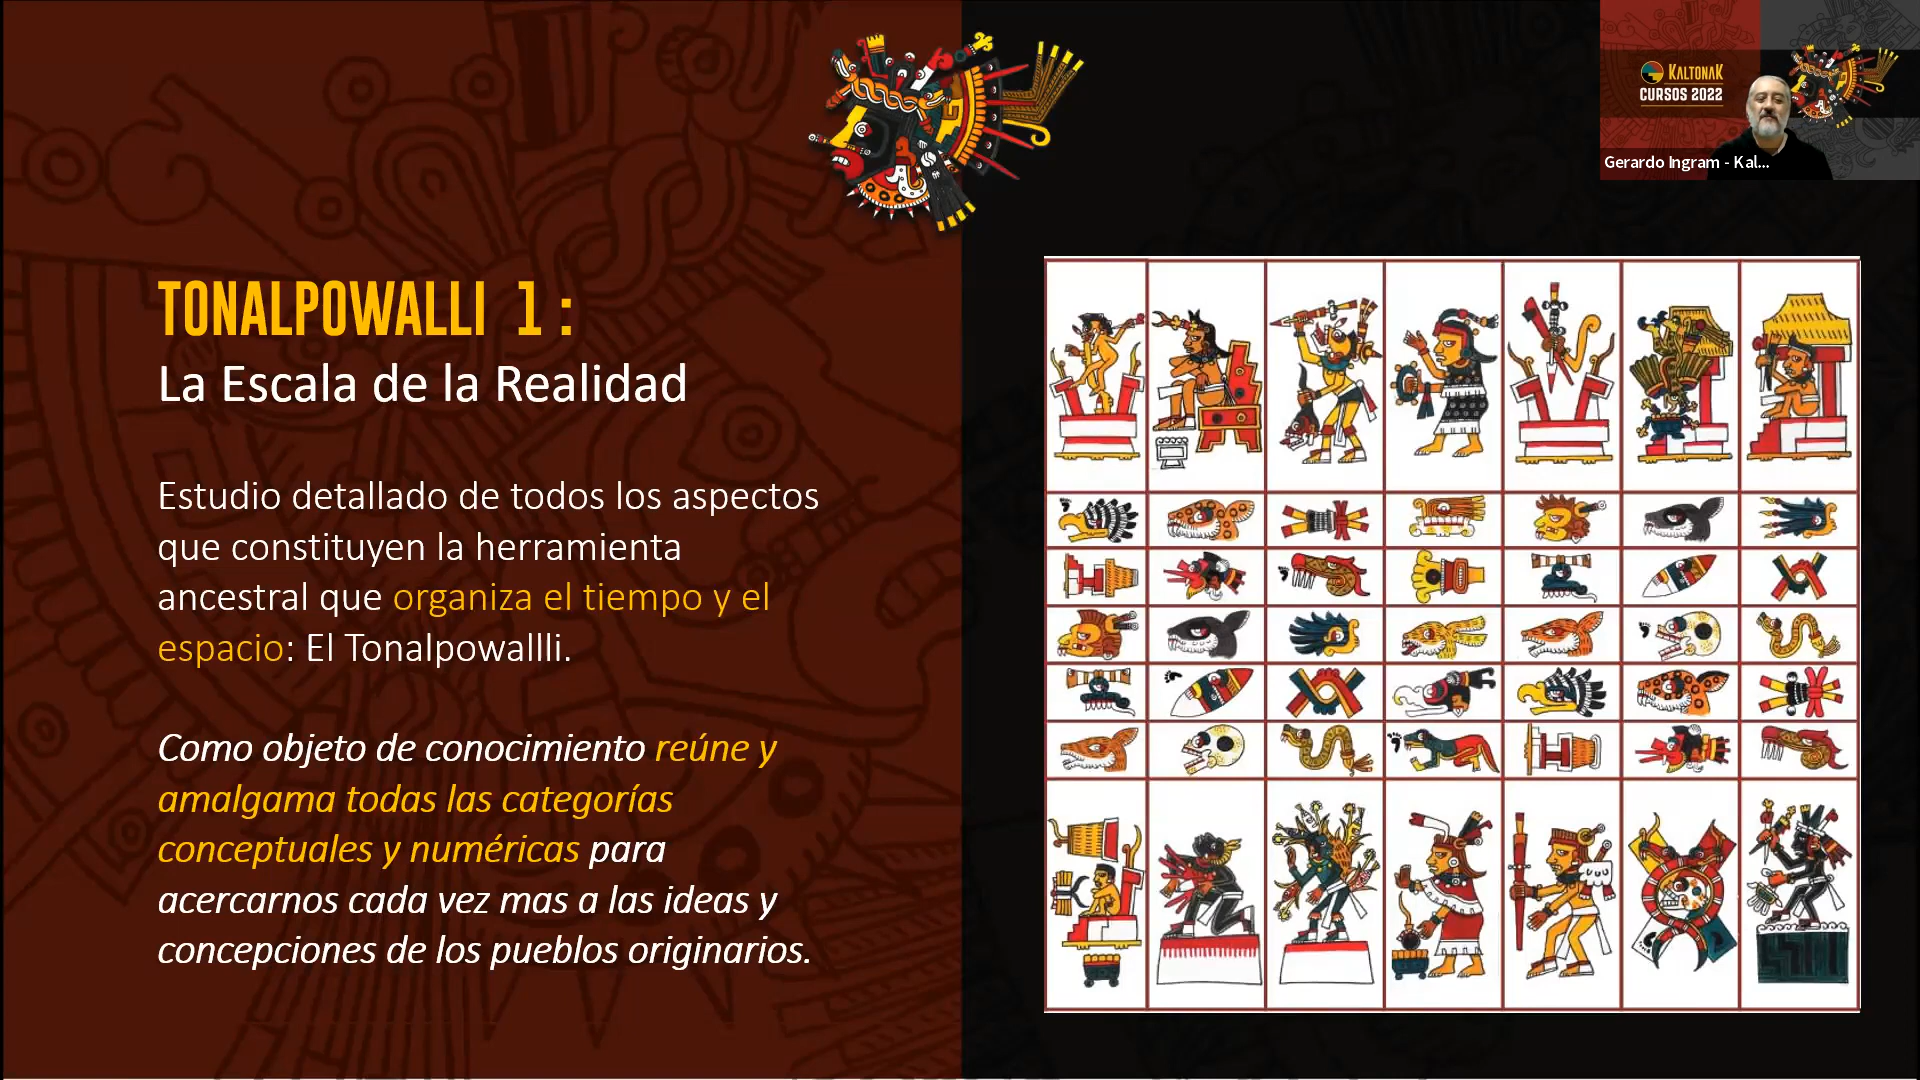 KALTONAK
CURSOS 2022
Gerardo Ingram - Kal...
TONALPOWALLI 1 :
La Escala de la Realidad
Estudio detallado de todos los aspectos
que constituyen la herramienta
ancestral que organiza el tiempo y el
espacio: El Tonalpowallli.
Como objeto de conocimiento reúne y
amalgama todas las categorías
conceptuales y numéricas para
acercarnos cada vez mas a las ideas y
concepciones de los pueblos originarios.